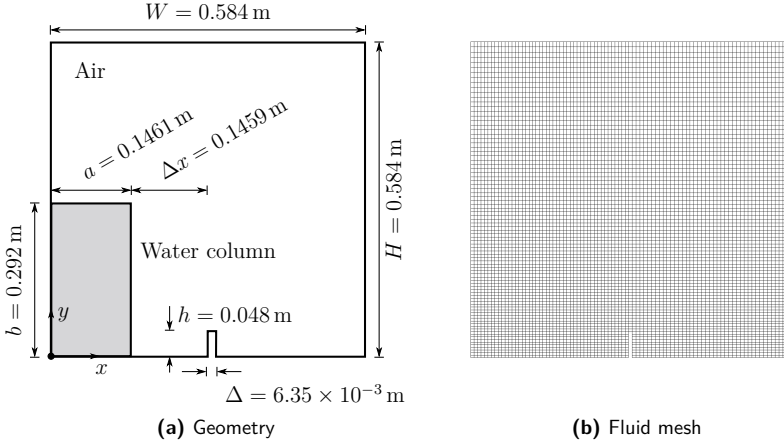 W = 0.584 m
Air
a = 0.1461 m
Δx = 0.1459 m
H = 0.584 m
b = 0.292 m
Water column
y
h = 0.048 m
x
Δ = 6.35 × 10⁻³ m
(a) Geometry
(b) Fluid mesh